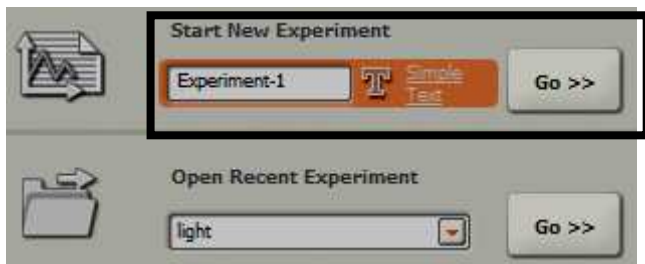 Start New Experiment
Experiment-1
T Simple
Text
Go >>
Open Recent Experiment
light
Go >>